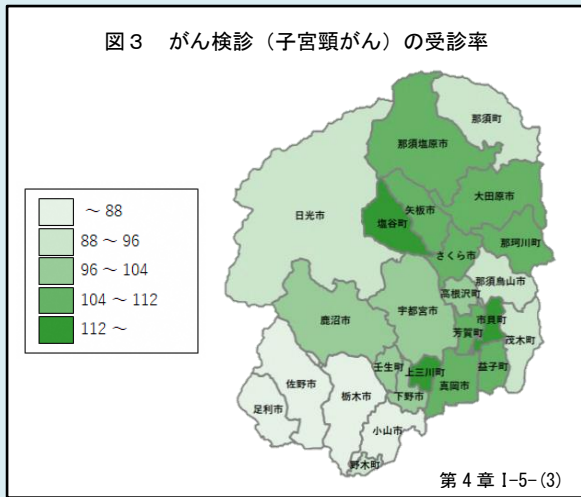 図３　がん検診（子宮頸がん）の受診率
那須町
那須塩原市
大田原市
日光市
矢板市
塩谷町
那珂川町
さくら市
那須烏山市
高根沢町
宇都宮市
鹿沼市
市貝町
芳賀町
茂木町
壬生町
上三川町
益子町
真岡市
下野市
佐野市
栃木市
足利市
小山市
野木町
～ 88
88 ～ 96
96 ～ 104
104 ～ 112
112 ～
第４章 I-5-(3)